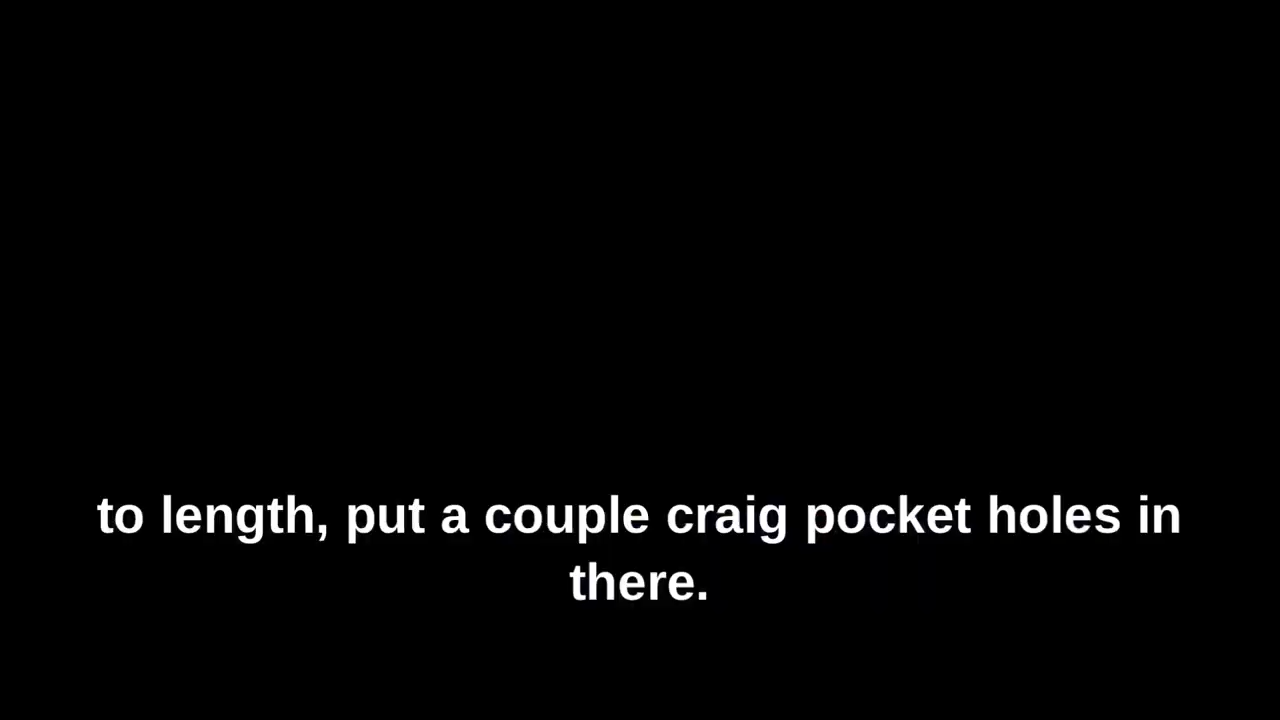 to length, put a couple craig pocket holes in
there.